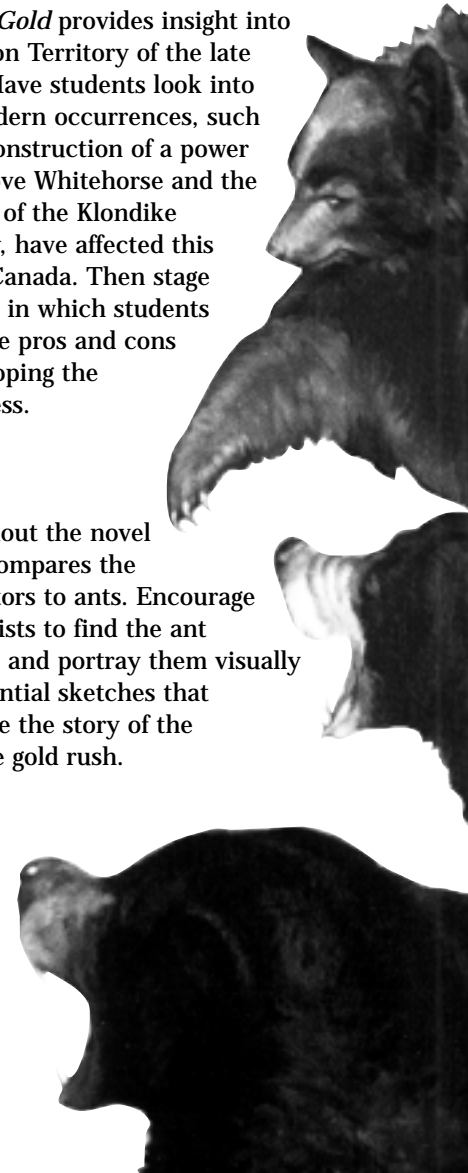 Gold provides insight into
on Territory of the late
Have students look into
dern occurrences, such
onstruction of a power
ove Whitehorse and the
of the Klondike
, have affected this
Canada. Then stage
in which students
e pros and cons
oping the
ess.
out the novel
ompares the
tors to ants. Encourage
ists to find the ant
and portray them visually
ential sketches that
e the story of the
e gold rush.